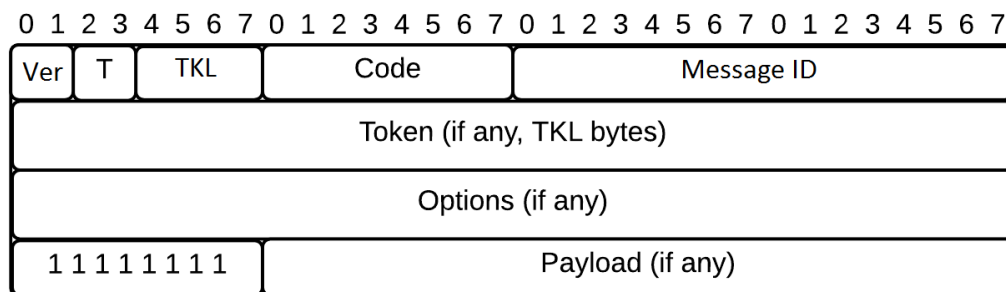 0 1 2 3 4 5 6 7 0 1 2 3 4 5 6 7 0 1 2 3 4 5 6 7 0 1 2 3 4 5 6 7
Ver T TKL Code Message ID
Token (if any, TKL bytes)
Options (if any)
1 1 1 1 1 1 1 1 Payload (if any)